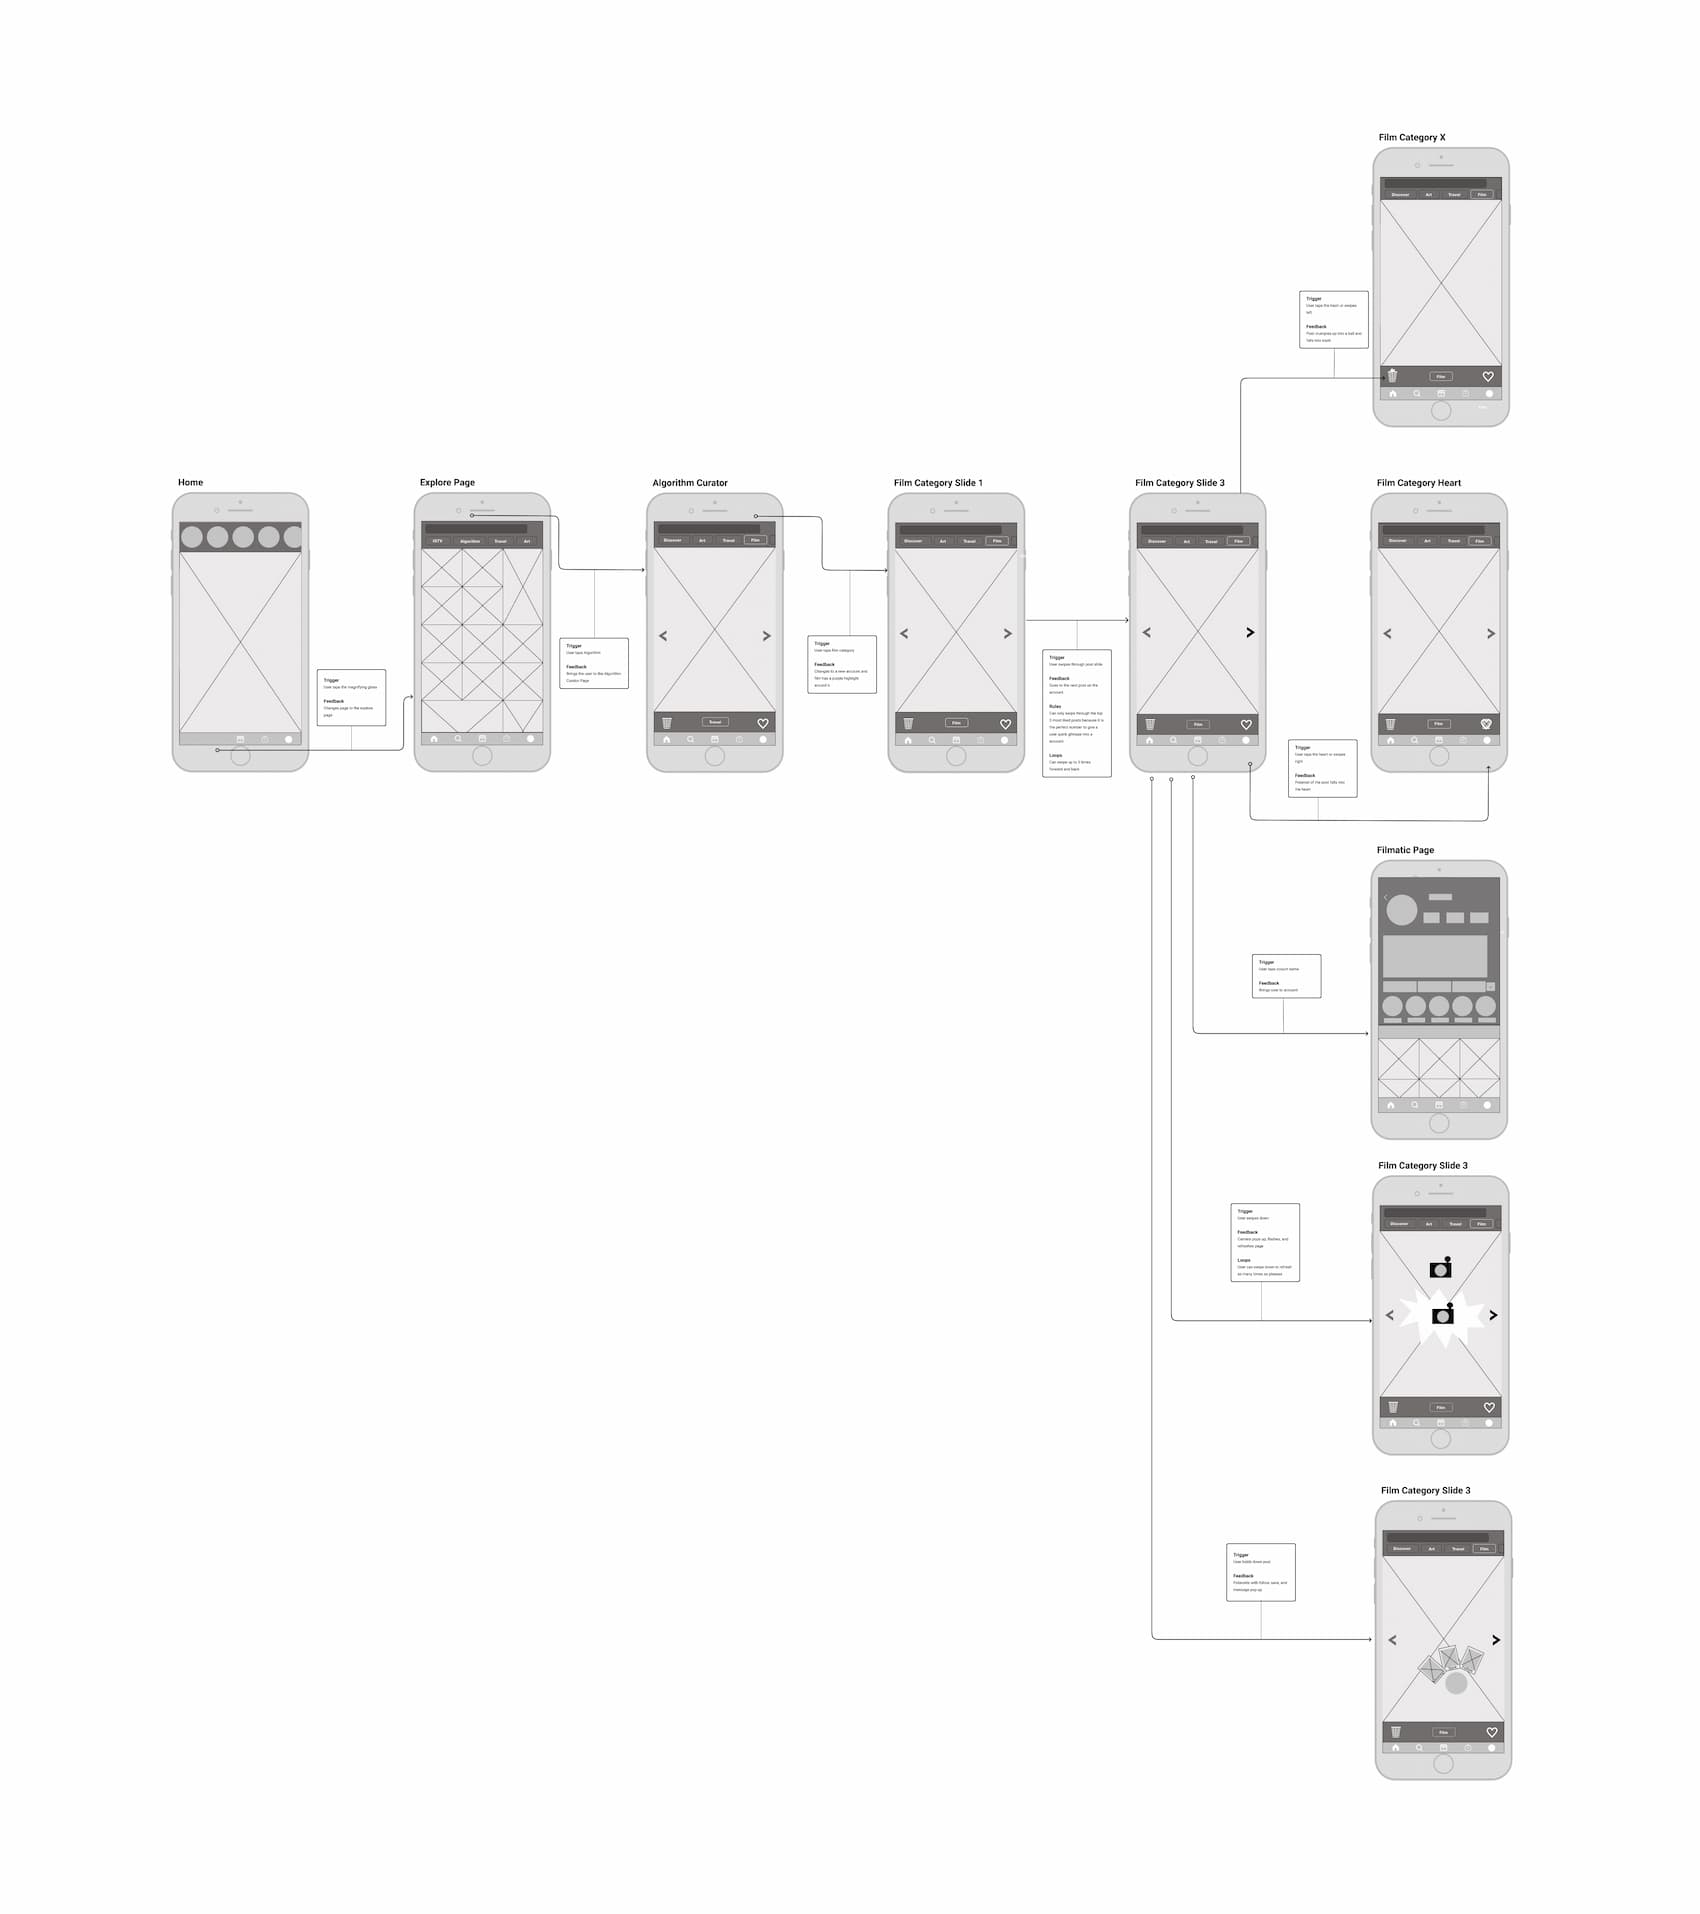 Film Category X
Discover Art Travel Film
Trigger
User taps the heart or swipes
left
Feedback
Post crumples up into a ball and
falls into trash
Film
Home
Explore Page
Algorithm Curator
Film Category Slide 1
Film Category Slide 3
Film Category Heart
IGTV Algorithm Travel Art
Discover Art Travel Film
Discover Art Travel Film
Discover Art Travel Film
Discover Art Travel Film
Trigger
User taps the magnifying glass
Feedback
Changes page to the explore
page
Trigger
User taps Algorithm
Feedback
Brings the user to the Algorithm
Curator Page
Trigger
User taps film category
Feedback
Changes to a new account and
film has a purple highlight
around it
Trigger
User swipes through post slide
Feedback
Goes to the next post on the
account
Rules
Can only swipe through the top
3 most liked posts because it is
the perfect number to give a
user quick glimpse into a
account
Loops
Can swipe up to 3 times
forward and back
Travel
Film
Film
Film
Trigger
User taps the heart or swipes
right
Feedback
Polaroid of the post falls into
the heart
Filmatic Page
Trigger
User taps account name
Feedback
Brings user to account
Film Category Slide 3
Discover Art Travel Film
Trigger
User swipes down
Feedback
Camera pops up, flashes, and
refreshes page
Loops
User can swipe down to refresh
as many times as pleases
Film
Film Category Slide 3
Discover Art Travel Film
Trigger
User holds down post
Feedback
Polaroids with follow, save, and
message pop up
Film